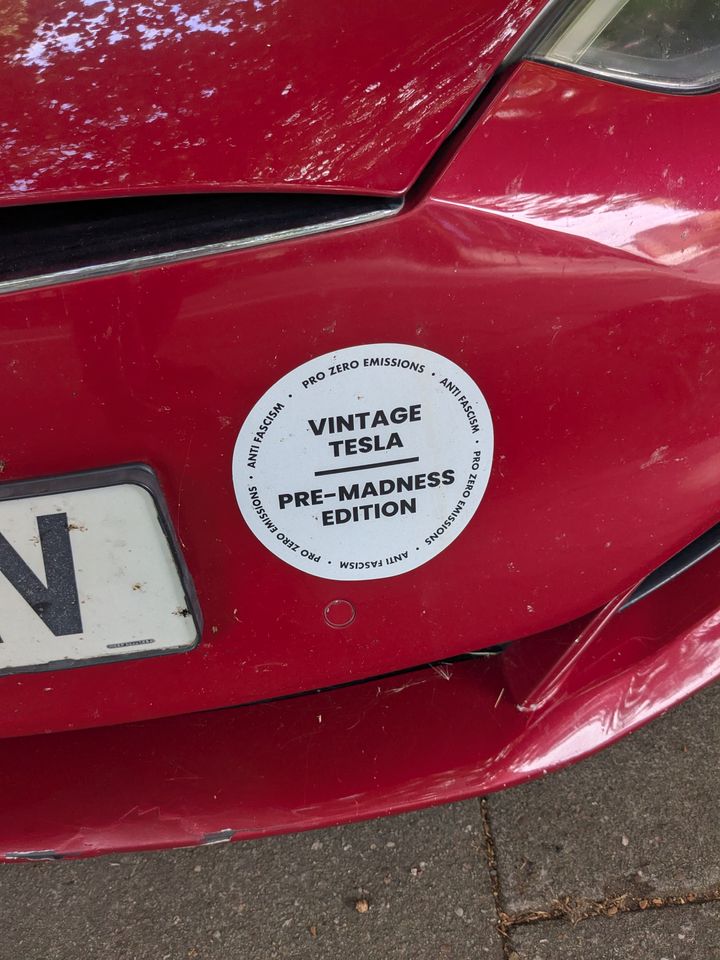 PRO ZERO EMISSIONS • ANTI FASCISM • PRO ZERO EMISSIONS • ANTI FASCISM • PRO ZERO EMISSIONS • ANTI FASCISM •
VINTAGE
TESLA
PRE-MADNESS
EDITION
N